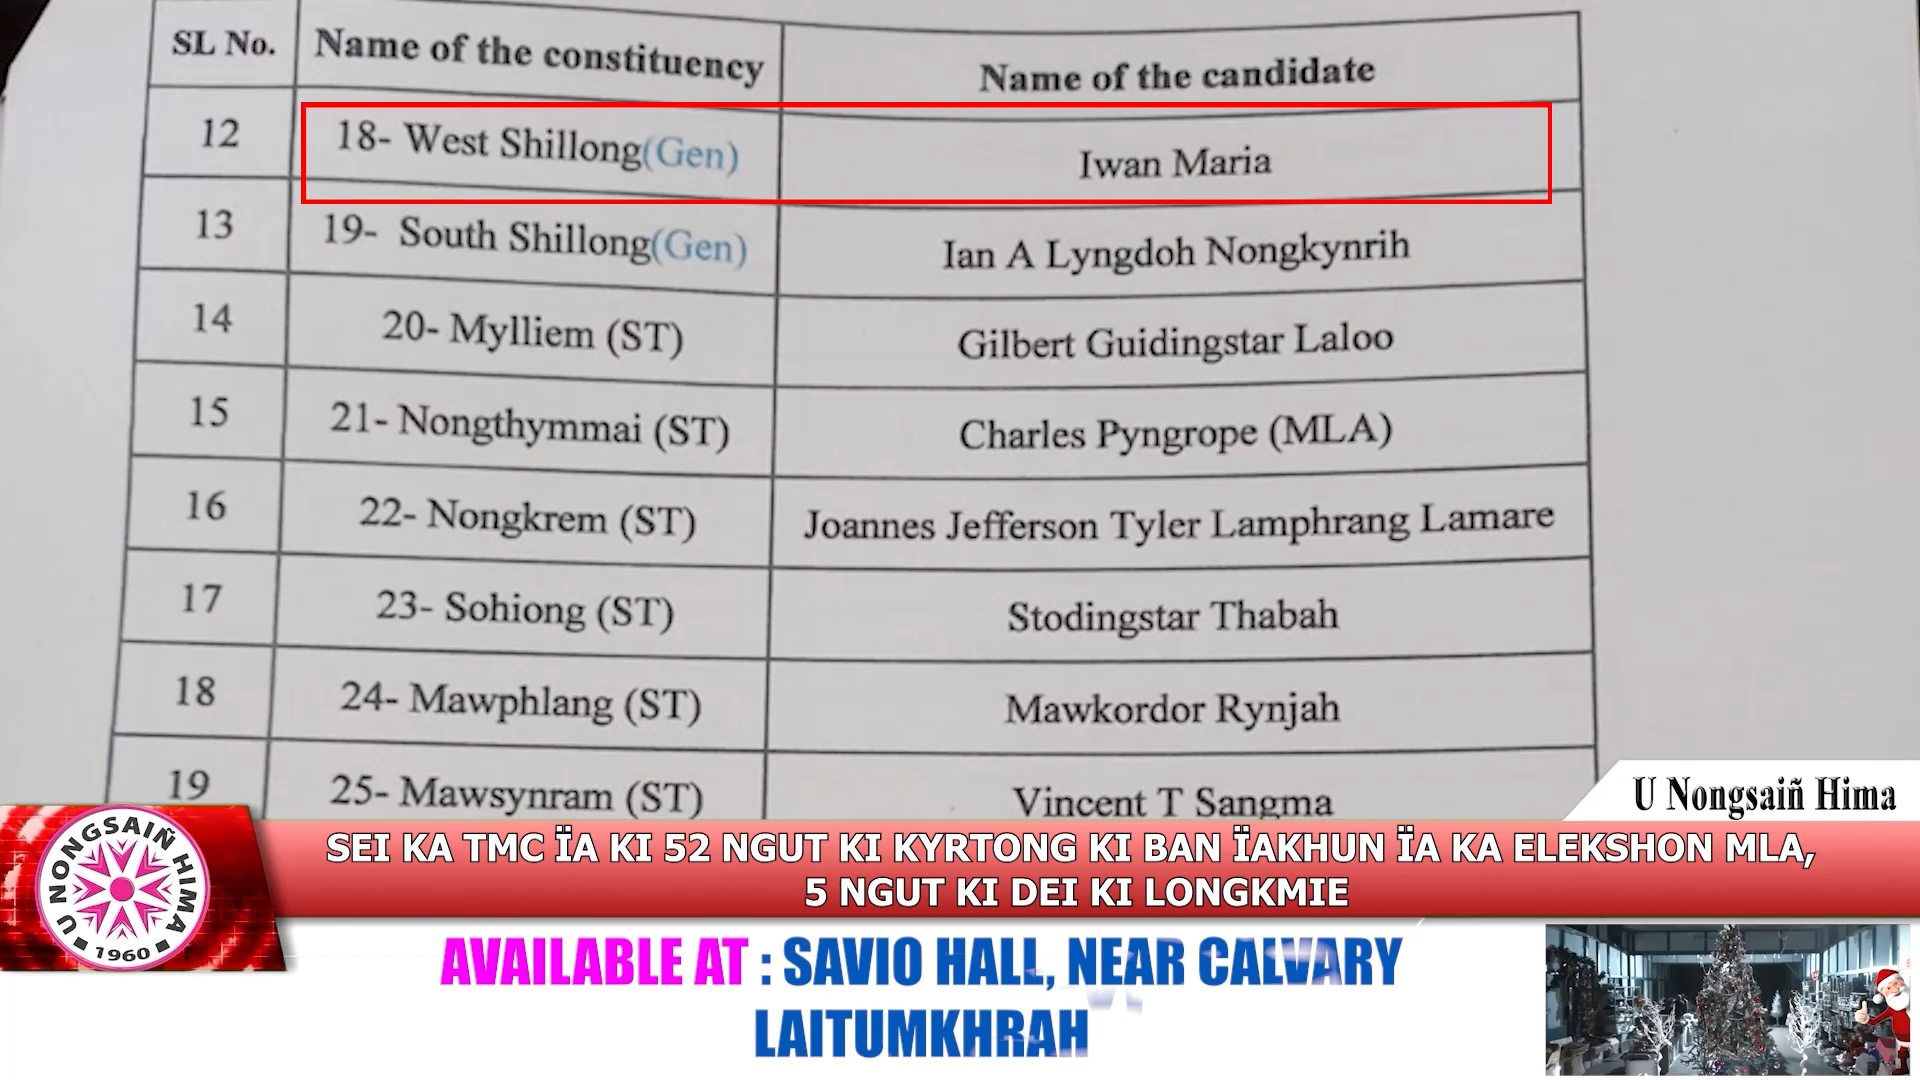 SL No. Name of the constituency Name of the candidate
12 18- West Shillong(Gen) Iwan Maria
13 19- South Shillong(Gen) Ian A Lyngdoh Nongkynrih
14 20- Mylliem (ST) Gilbert Guidingstar Laloo
15 21- Nongthymmai (ST) Charles Pyngrope (MLA)
16 22- Nongkrem (ST) Joannes Jefferson Tyler Lamphrang Lamare
17 23- Sohiong (ST) Stodingstar Thabah
18 24- Mawphlang (ST) Mawkordor Rynjah
19 25- Mawsynram (ST) Vincent T Sangma
U Nongsaiñ Hima
U NONGSAIÑ HIMA
1960
SEI KA TMC ÏA KI 52 NGUT KI KYRTONG KI BAN ÏAKHUN ÏA KA ELEKSHON MLA,
5 NGUT KI DEI KI LONGKMIE
AVAILABLE AT : SAVIO HALL, NEAR CALVARY
LAITUMKHRAH